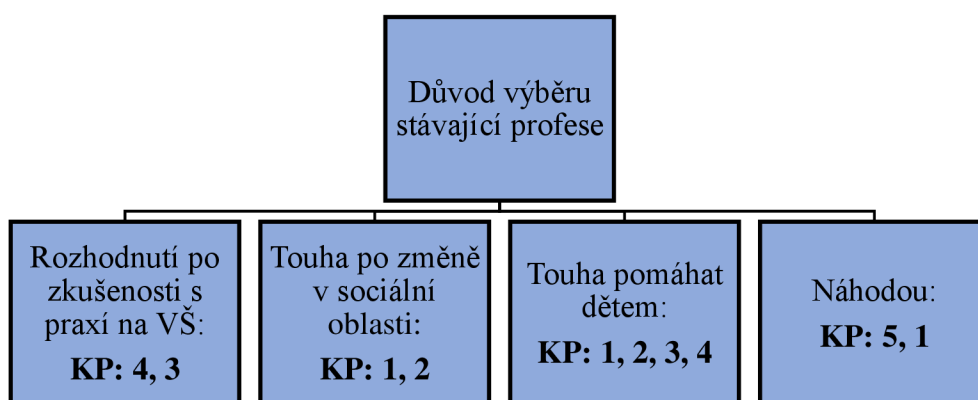 Důvod výběru
stávající profese
Rozhodnutí po
zkušenosti s
praxí na VŠ:
KP: 4, 3
Touha po změně
v sociální
oblasti:
KP: 1, 2
Touha pomáhat
dětem:
KP: 1, 2, 3, 4
Náhodou:
KP: 5, 1